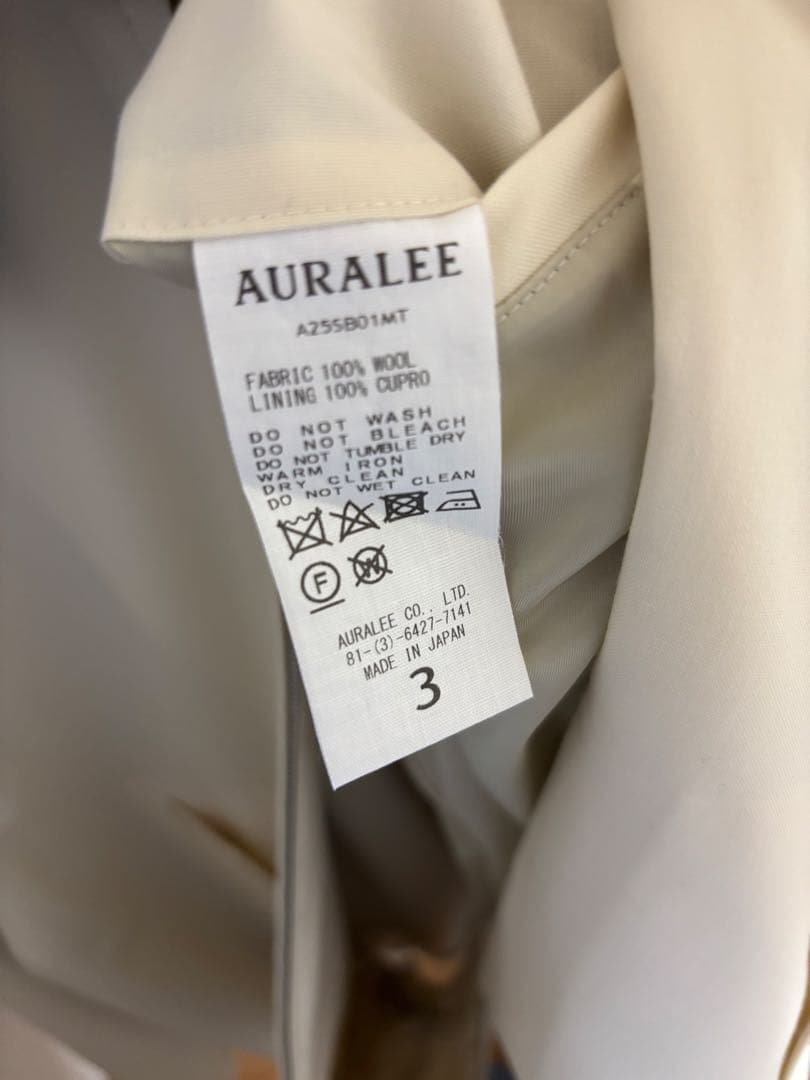 AURALEE
A25SB01MT
FABRIC 100% WOOL
LINING 100% CUPRO
DO NOT WASH
DO NOT BLEACH
DO NOT TUMBLE DRY
WARM IRON
DRY CLEAN
DO NOT WET CLEAN
F W
AURALEE CO., LTD.
81-(3)-6427-7141
MADE IN JAPAN
3